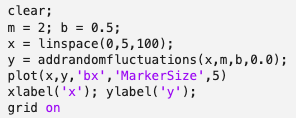 clear;
m = 2; b = 0.5;
x = linspace(0,5,100);
y = addrandomfluctuations(x,m,b,0.0);
plot(x,y,'bx','MarkerSize',5)
xlabel('x'); ylabel('y');
grid on